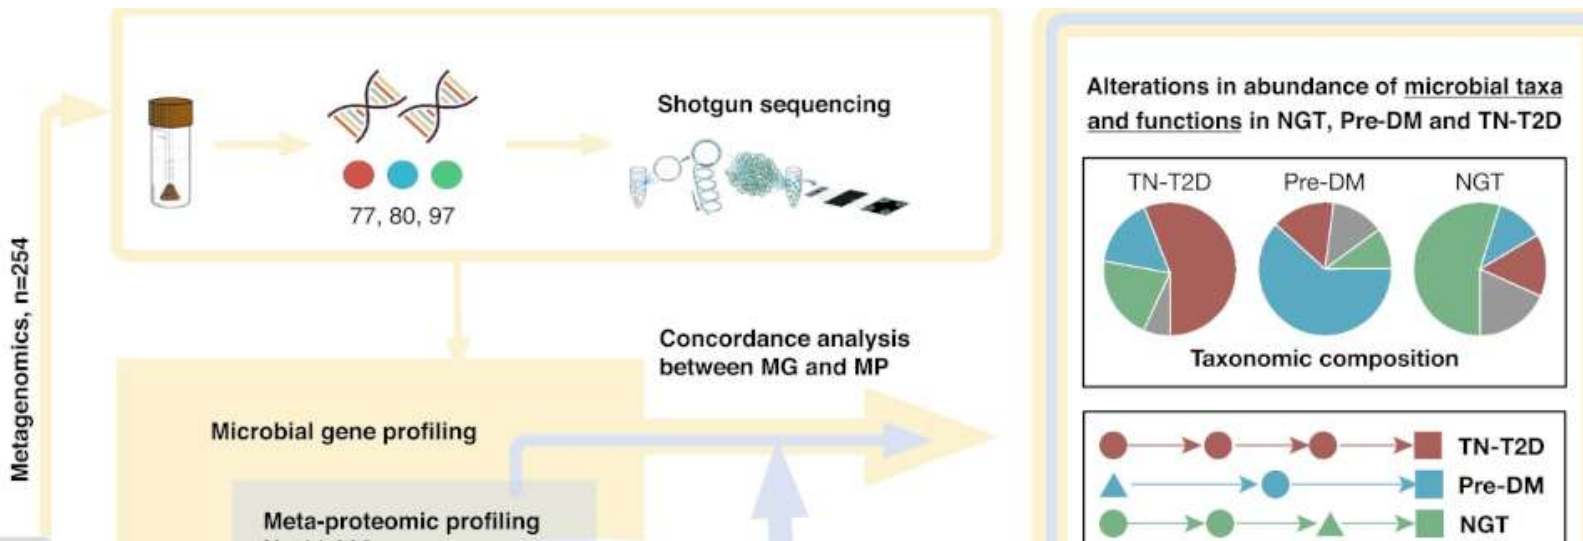 Metagenomics, n=254
Shotgun sequencing
77, 80, 97
Concordance analysis
between MG and MP
Microbial gene profiling
Meta-proteomic profiling
Alterations in abundance of microbial taxa
and functions in NGT, Pre-DM and TN-T2D
TN-T2D
Pre-DM
NGT
Taxonomic composition
TN-T2D
Pre-DM
NGT